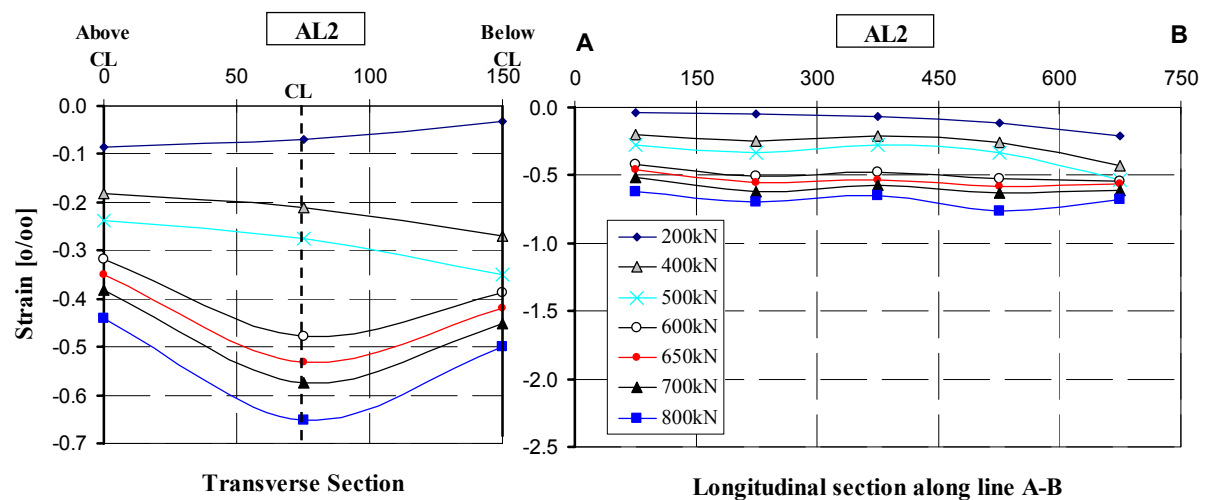 AL2
Above CL
Below CL
0 50 100 150
CL
0.0
-0.1
-0.2
-0.3
-0.4
-0.5
-0.6
-0.7
Strain [o/oo]
Transverse Section
A
AL2
B
0 150 300 450 600 750
0.0
-0.5
-1.0
-1.5
-2.0
-2.5
200kN
400kN
500kN
600kN
650kN
700kN
800kN
Longitudinal section along line A-B